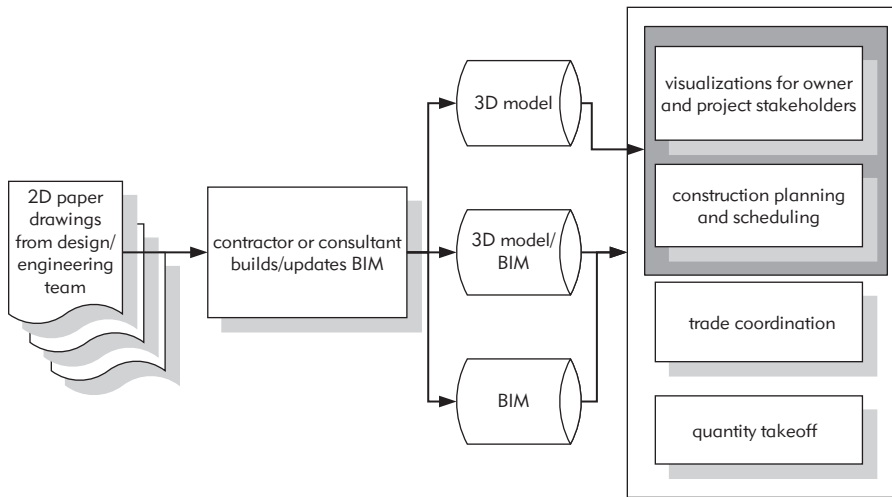 2D paper
drawings
from design/
engineering
team
contractor or consultant
builds/updates BIM
3D model
3D model/
BIM
BIM
visualizations for owner
and project stakeholders
construction planning
and scheduling
trade coordination
quantity takeoff